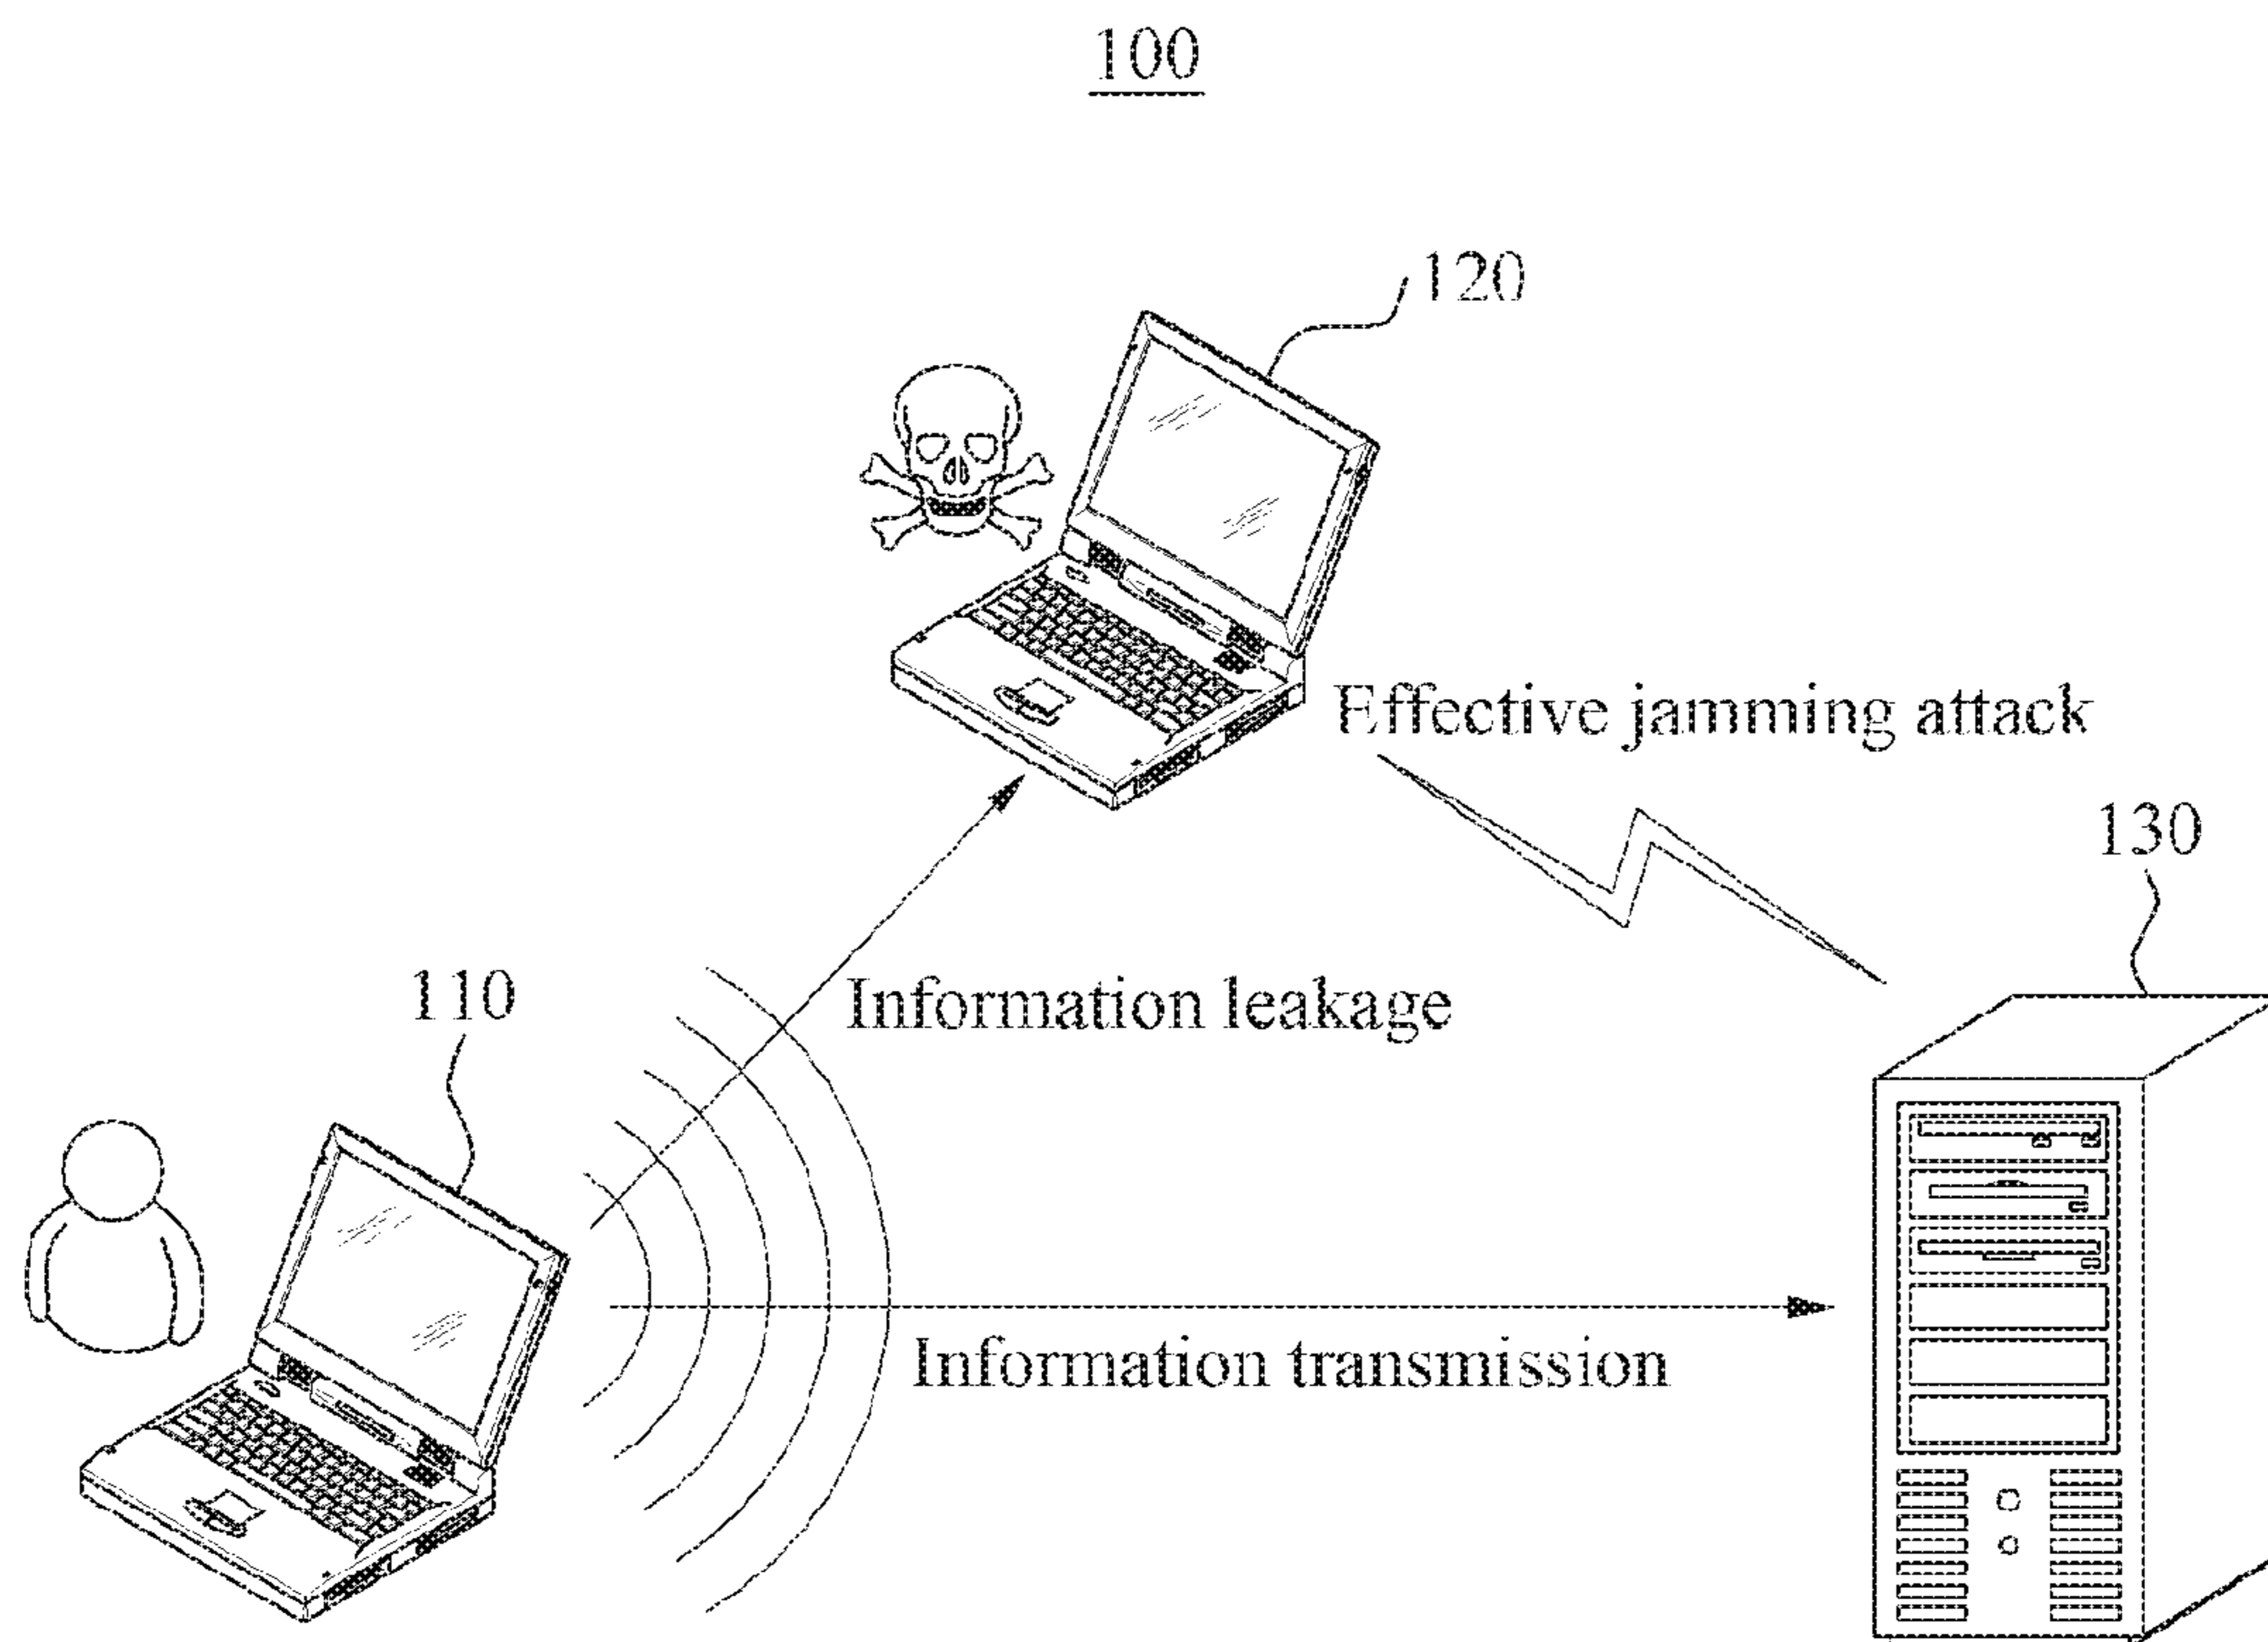 100
120
Effective jamming attack
130
110
Information leakage
Information transmission